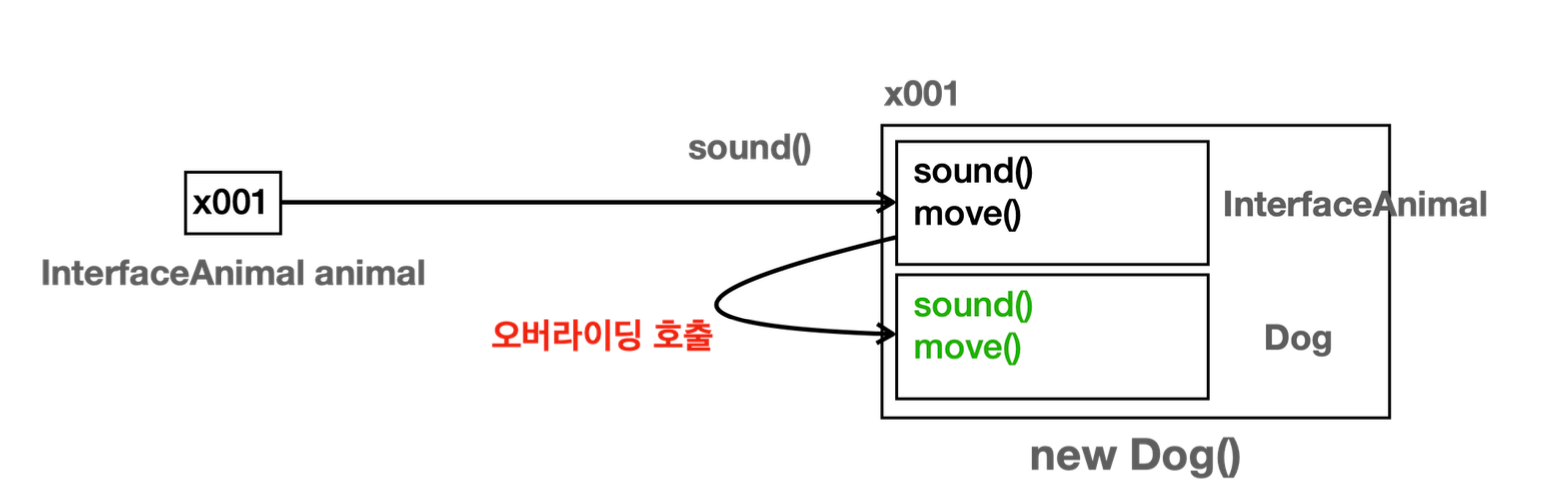 x001
sound()
sound()
move()
InterfaceAnimal
x001
InterfaceAnimal animal
오버라이딩 호출
sound()
move()
Dog
new Dog()